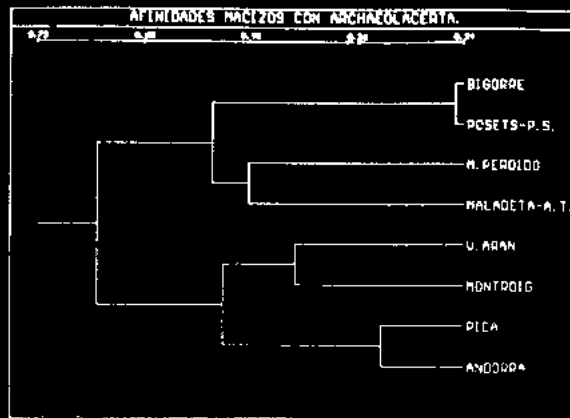 AFINIDADES MACIZOS CON ARCHAEOLACERTA.
BIGORRE
POSETS-P.S.
M.PERDIDO
MALADETA-A.T.
V.ARAN
MONTROIG
PICA
ANDORRA